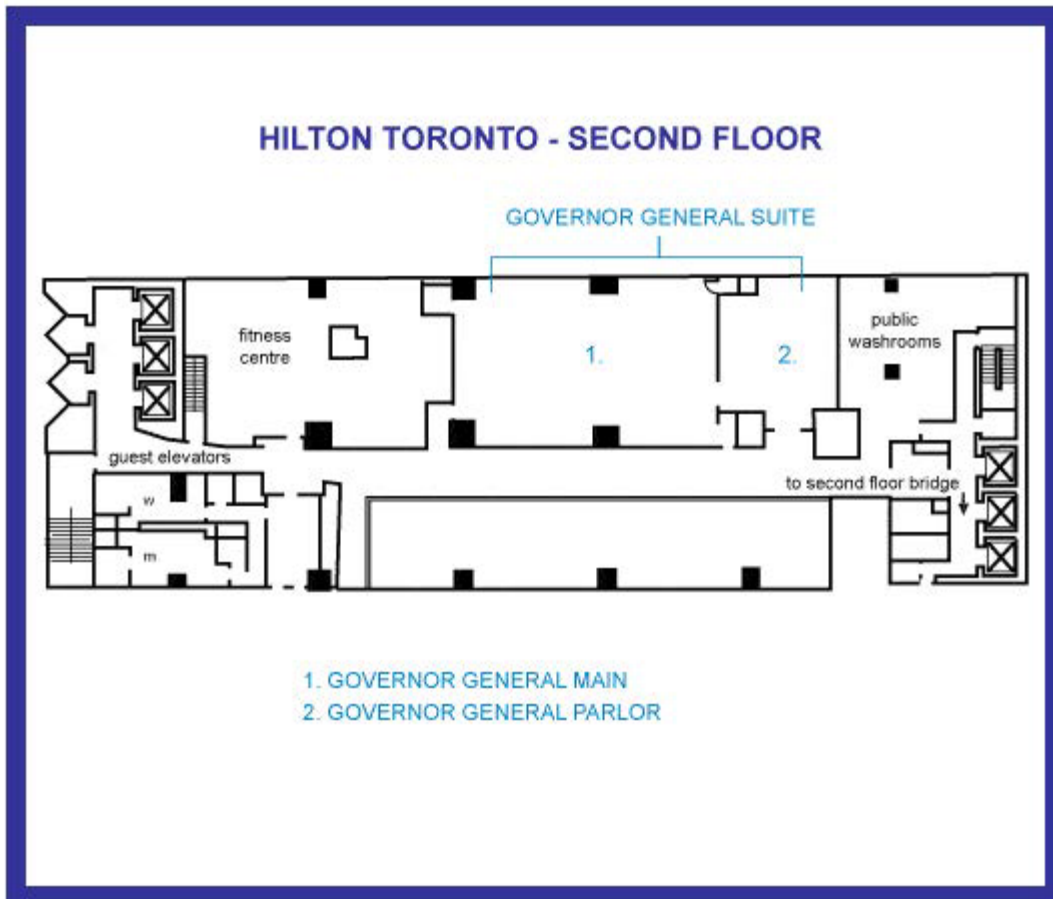 HILTON TORONTO - SECOND FLOOR
GOVERNOR GENERAL SUITE
fitness
centre
1.
2.
public
washrooms
guest elevators
to second floor bridge
w
m
1. GOVERNOR GENERAL MAIN
2. GOVERNOR GENERAL PARLOR